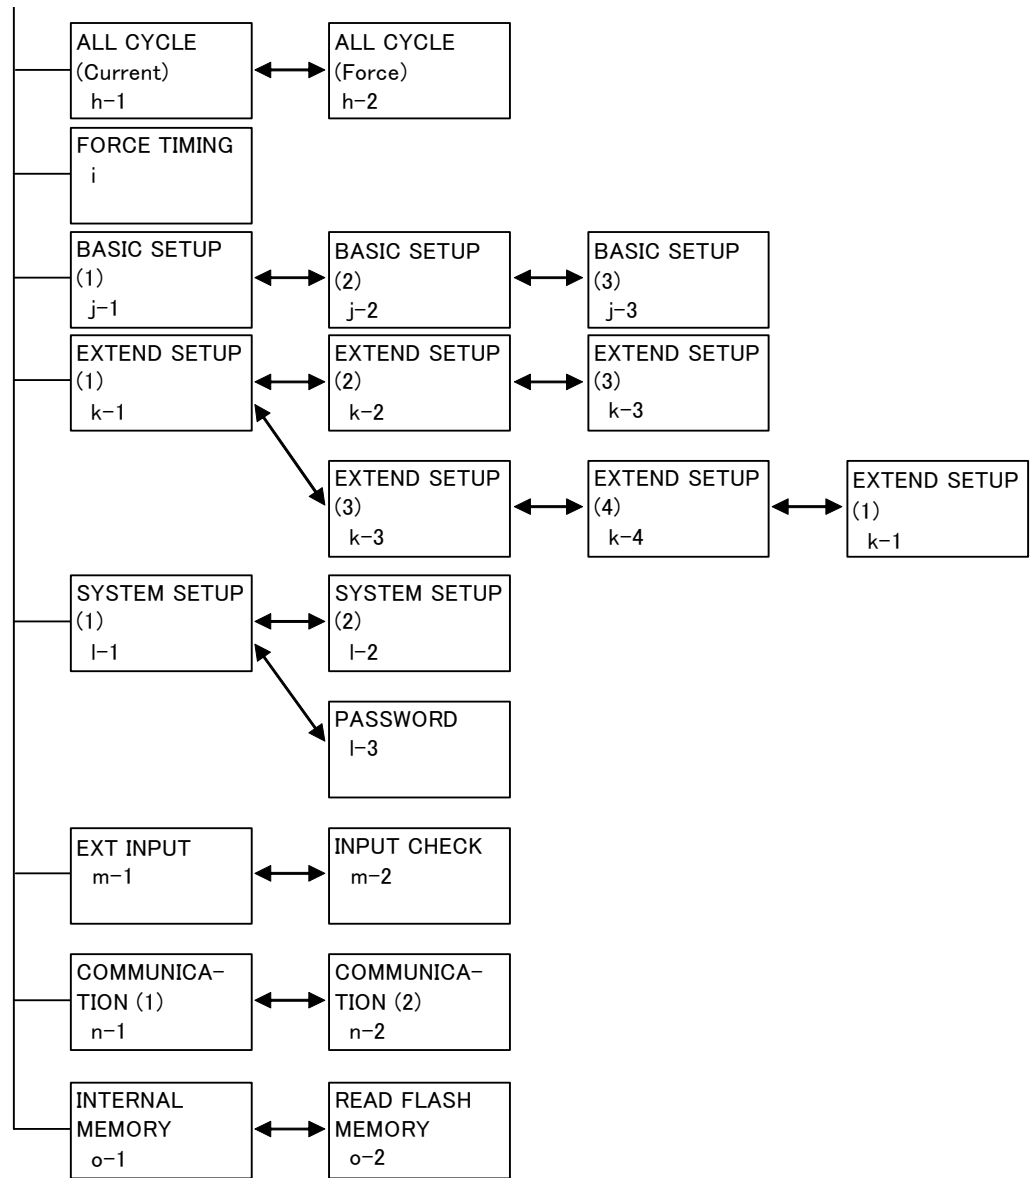 ALL CYCLE
(Current)
h-1
ALL CYCLE
(Force)
h-2
FORCE TIMING
i
BASIC SETUP
(1)
j-1
BASIC SETUP
(2)
j-2
BASIC SETUP
(3)
j-3
EXTEND SETUP
(1)
k-1
EXTEND SETUP
(2)
k-2
EXTEND SETUP
(3)
k-3
EXTEND SETUP
(3)
k-3
EXTEND SETUP
(4)
k-4
EXTEND SETUP
(1)
k-1
SYSTEM SETUP
(1)
l-1
SYSTEM SETUP
(2)
l-2
PASSWORD
l-3
EXT INPUT
m-1
INPUT CHECK
m-2
COMMUNICA-
TION (1)
n-1
COMMUNICA-
TION (2)
n-2
INTERNAL
MEMORY
o-1
READ FLASH
MEMORY
o-2